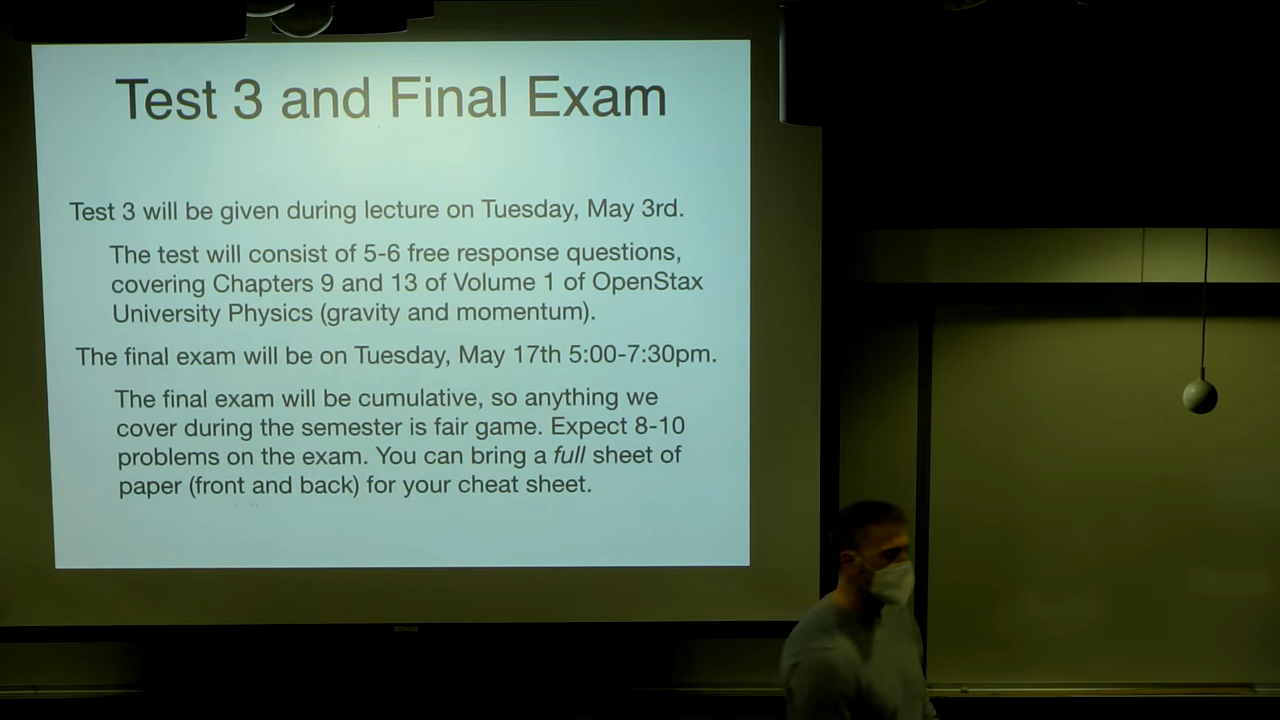 Test 3 and Final Exam
Test 3 will be given during lecture on Tuesday, May 3rd.
The test will consist of 5-6 free response questions,
covering Chapters 9 and 13 of Volume 1 of OpenStax
University Physics (gravity and momentum).
The final exam will be on Tuesday, May 17th 5:00-7:30pm.
The final exam will be cumulative, so anything we
cover during the semester is fair game. Expect 8-10
problems on the exam. You can bring a full sheet of
paper (front and back) for your cheat sheet.